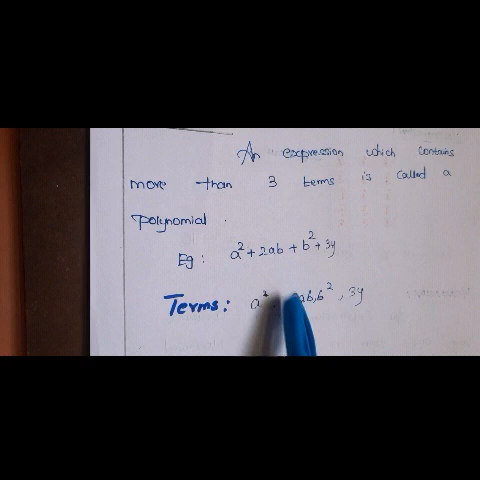 An expression which contains
more than 3 terms is called a
polynomial.
Eg: a² + 2ab + b² + 3y
Terms: a², ab, b², 3y